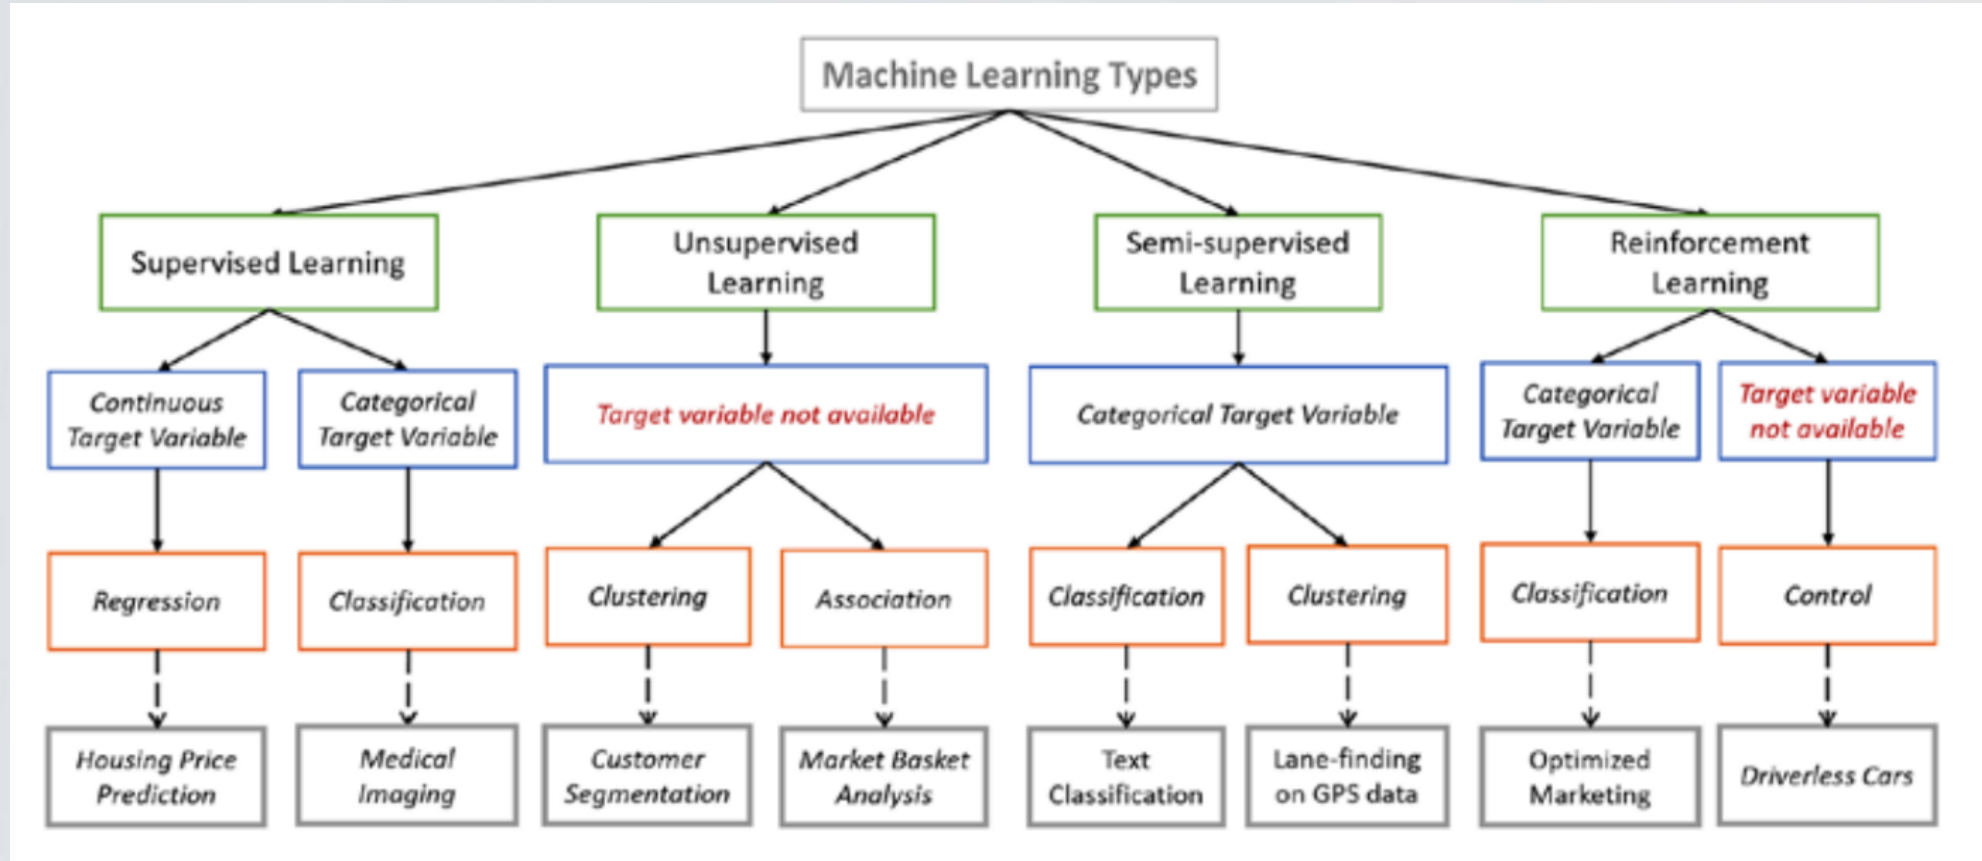 Machine Learning Types
Supervised Learning
Unsupervised
Learning
Semi-supervised
Learning
Reinforcement
Learning
Continuous
Target Variable
Categorical
Target Variable
Target variable not available
Categorical Target Variable
Categorical
Target Variable
Target variable
not available
Regression
Classification
Clustering
Association
Classification
Clustering
Classification
Control
Housing Price
Prediction
Medical
Imaging
Customer
Segmentation
Market Basket
Analysis
Text
Classification
Lane-finding
on GPS data
Optimized
Marketing
Driverless Cars